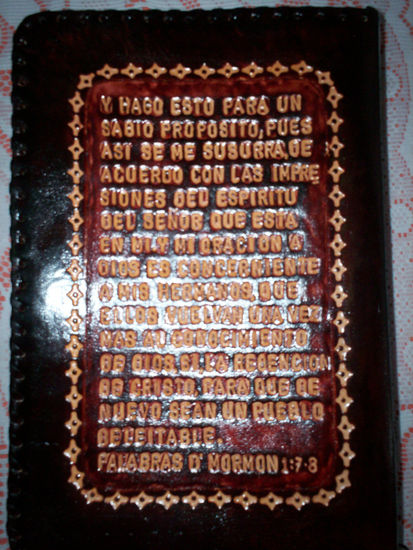 Y HAGO ESTO PARA UN
SABIO PROPOSITO, PUES
ASI SE ME SUSURRA, DE
ACUERDO CON LAS IMPRE
SIONES DEL ESPIRITU
DEL SEÑOR QUE ESTA
EN MI. Y MI ORACION A
DIOS ES CONCERNIENTE
A MIS HERMANOS, QUE
ELLOS VUELVAN UNA VEZ
MAS AL CONOCIMIENTO
DE DIOS, SI, LA REDENCION
DE CRISTO, PARA QUE DE
NUEVO SEAN UN PUEBLO
DELEITABLE.
PALABRAS D MORMON 1:7-8